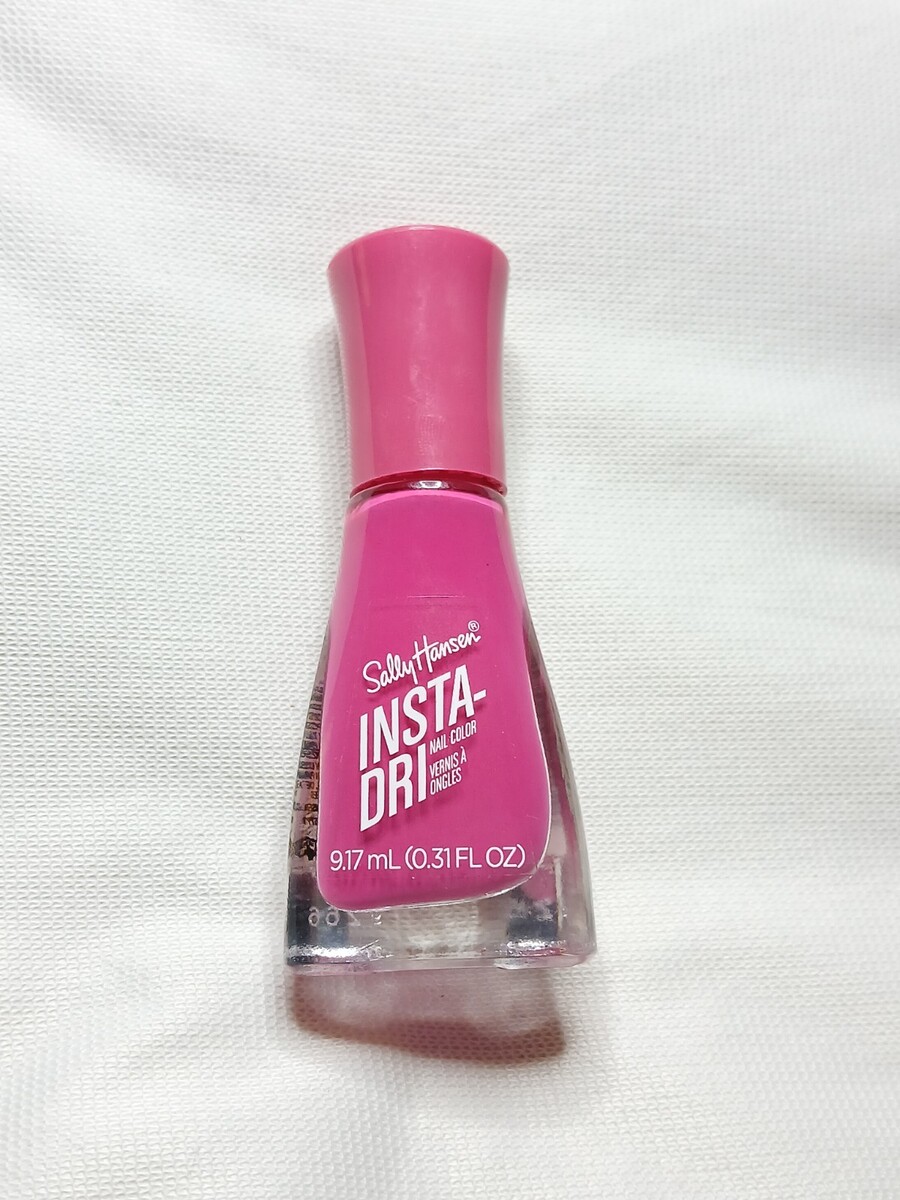 Sally Hansen®
INSTA-
DRI
NAIL COLOR
VERNIS À
ONGLES
9.17 mL (0.31 FL OZ)